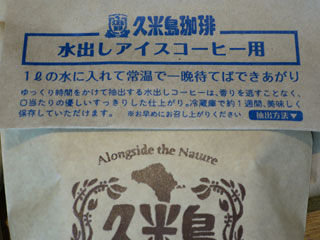 久米島珈琲
水出しアイスコーヒー用
1ℓの水に入れて常温で一晩待てばできあがり
ゆっくり時間をかけて抽出する水出しコーヒーは、香りを逃すことなく、
口当たりの優しいすっきりした仕上がり。冷蔵庫で約1週間、美味しく
保存していただけます。 ※お早めにお召し上がりください 抽出方法▼
Alongside the Nature
久米島